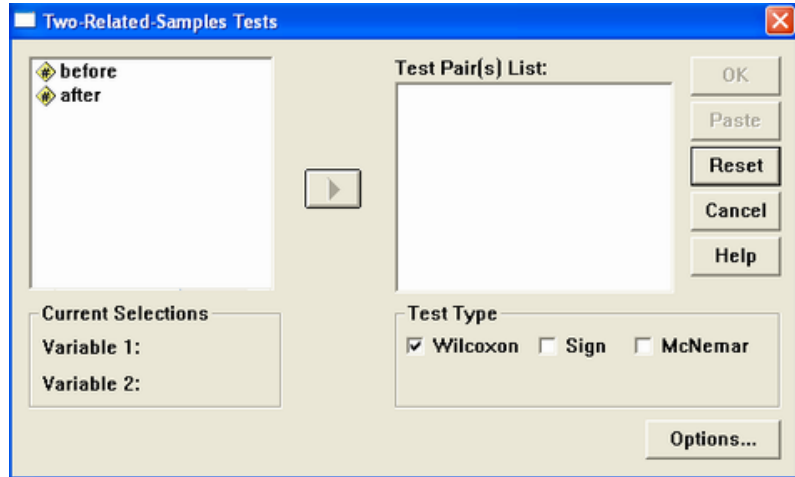 Two-Related-Samples Tests
before
after
Test Pair(s) List:
OK
Paste
Reset
Cancel
Help
Current Selections
Variable 1:
Variable 2:
Test Type
Wilcoxon Sign McNemar
Options...